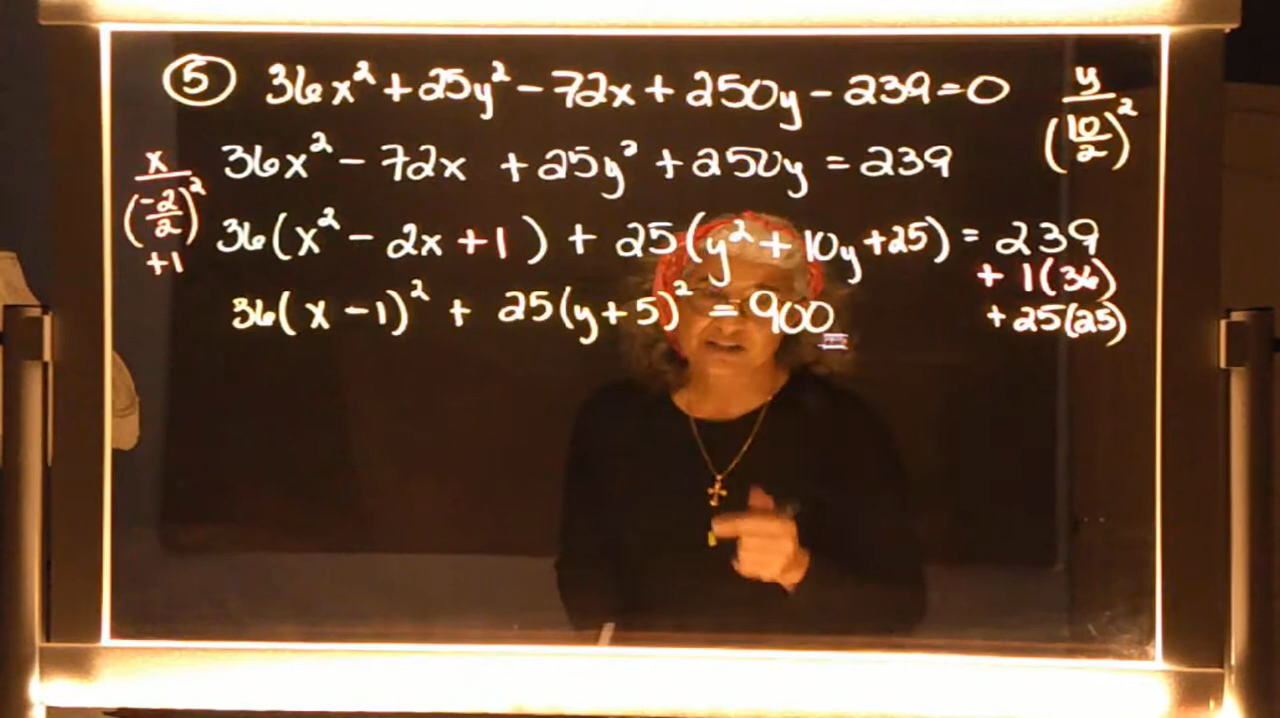 ⑤ 36x² + 25y² - 72x + 250y - 239 = 0
y
(10/2)²
36x² - 72x + 25y² + 250y = 239
x
(-2/2)²
+1
36(x² - 2x + 1) + 25(y² + 10y + 25) = 239
+ 1(36)
+ 25(25)
36(x - 1)² + 25(y + 5)² = 900